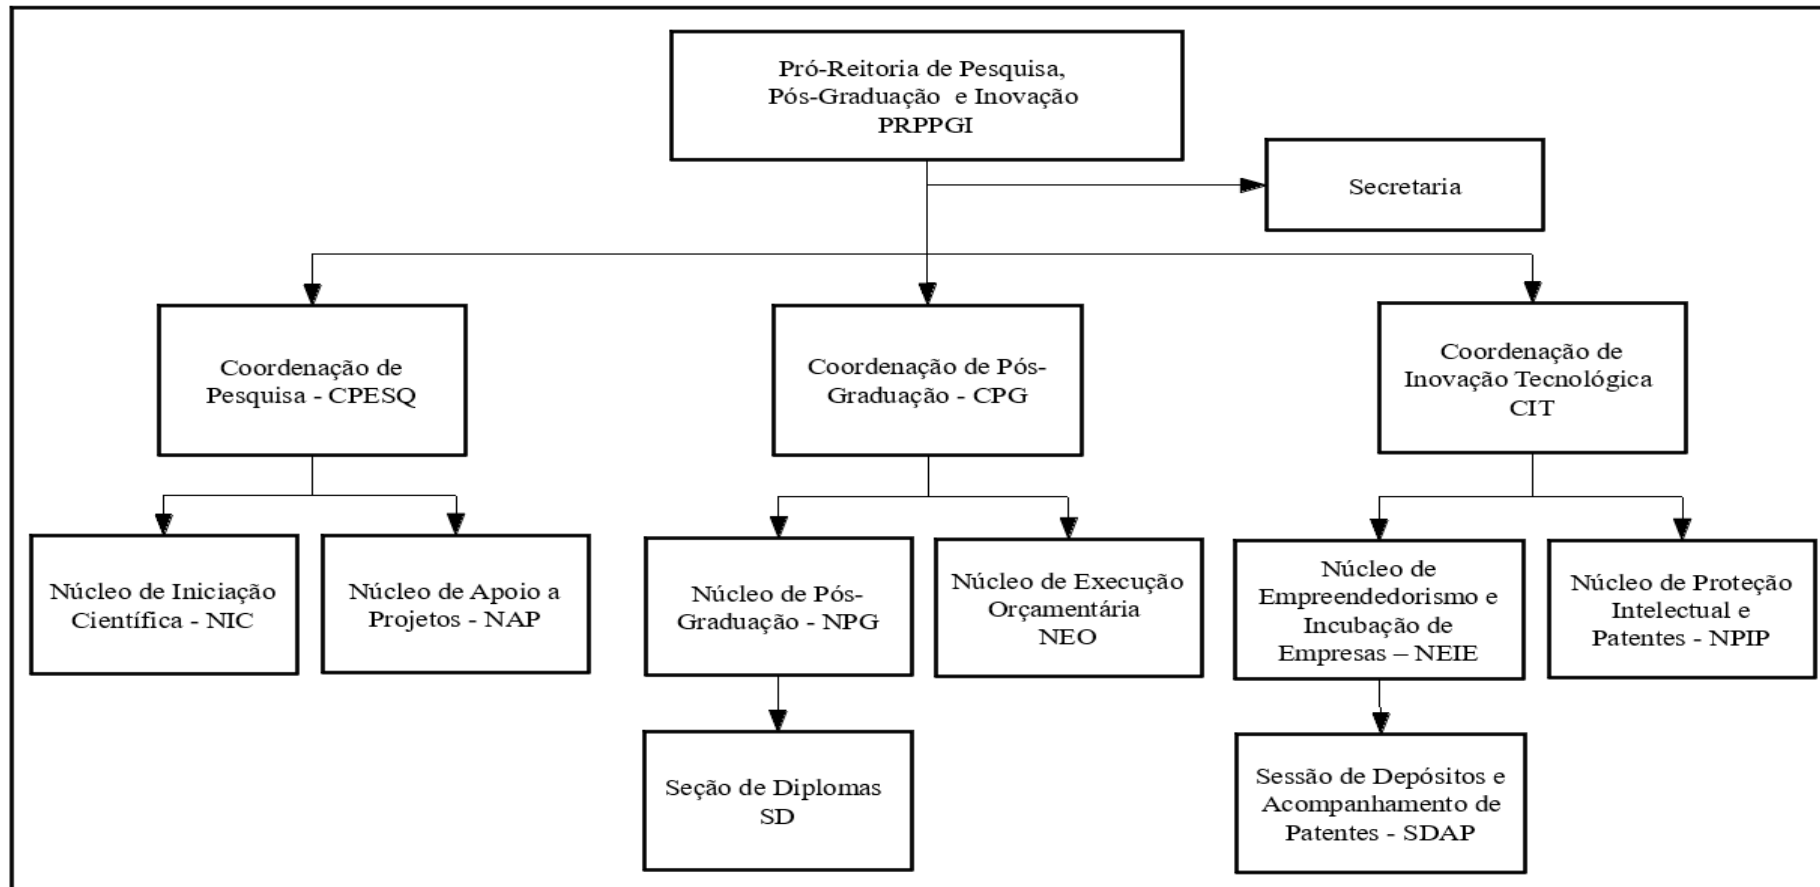 Pró-Reitoria de Pesquisa,
Pós-Graduação e Inovação
PRPPGI
Secretaria
Coordenação de
Pesquisa - CPESQ
Coordenação de Pós-
Graduação - CPG
Coordenação de
Inovação Tecnológica
CIT
Núcleo de Iniciação
Científica - NIC
Núcleo de Apoio a
Projetos - NAP
Núcleo de Pós-
Graduação - NPG
Núcleo de Execução
Orçamentária
NEO
Núcleo de
Empreendedorismo e
Incubação de
Empresas – NEIE
Núcleo de Proteção
Intelectual e
Patentes - NPIP
Seção de Diplomas
SD
Sessão de Depósitos e
Acompanhamento de
Patentes - SDAP